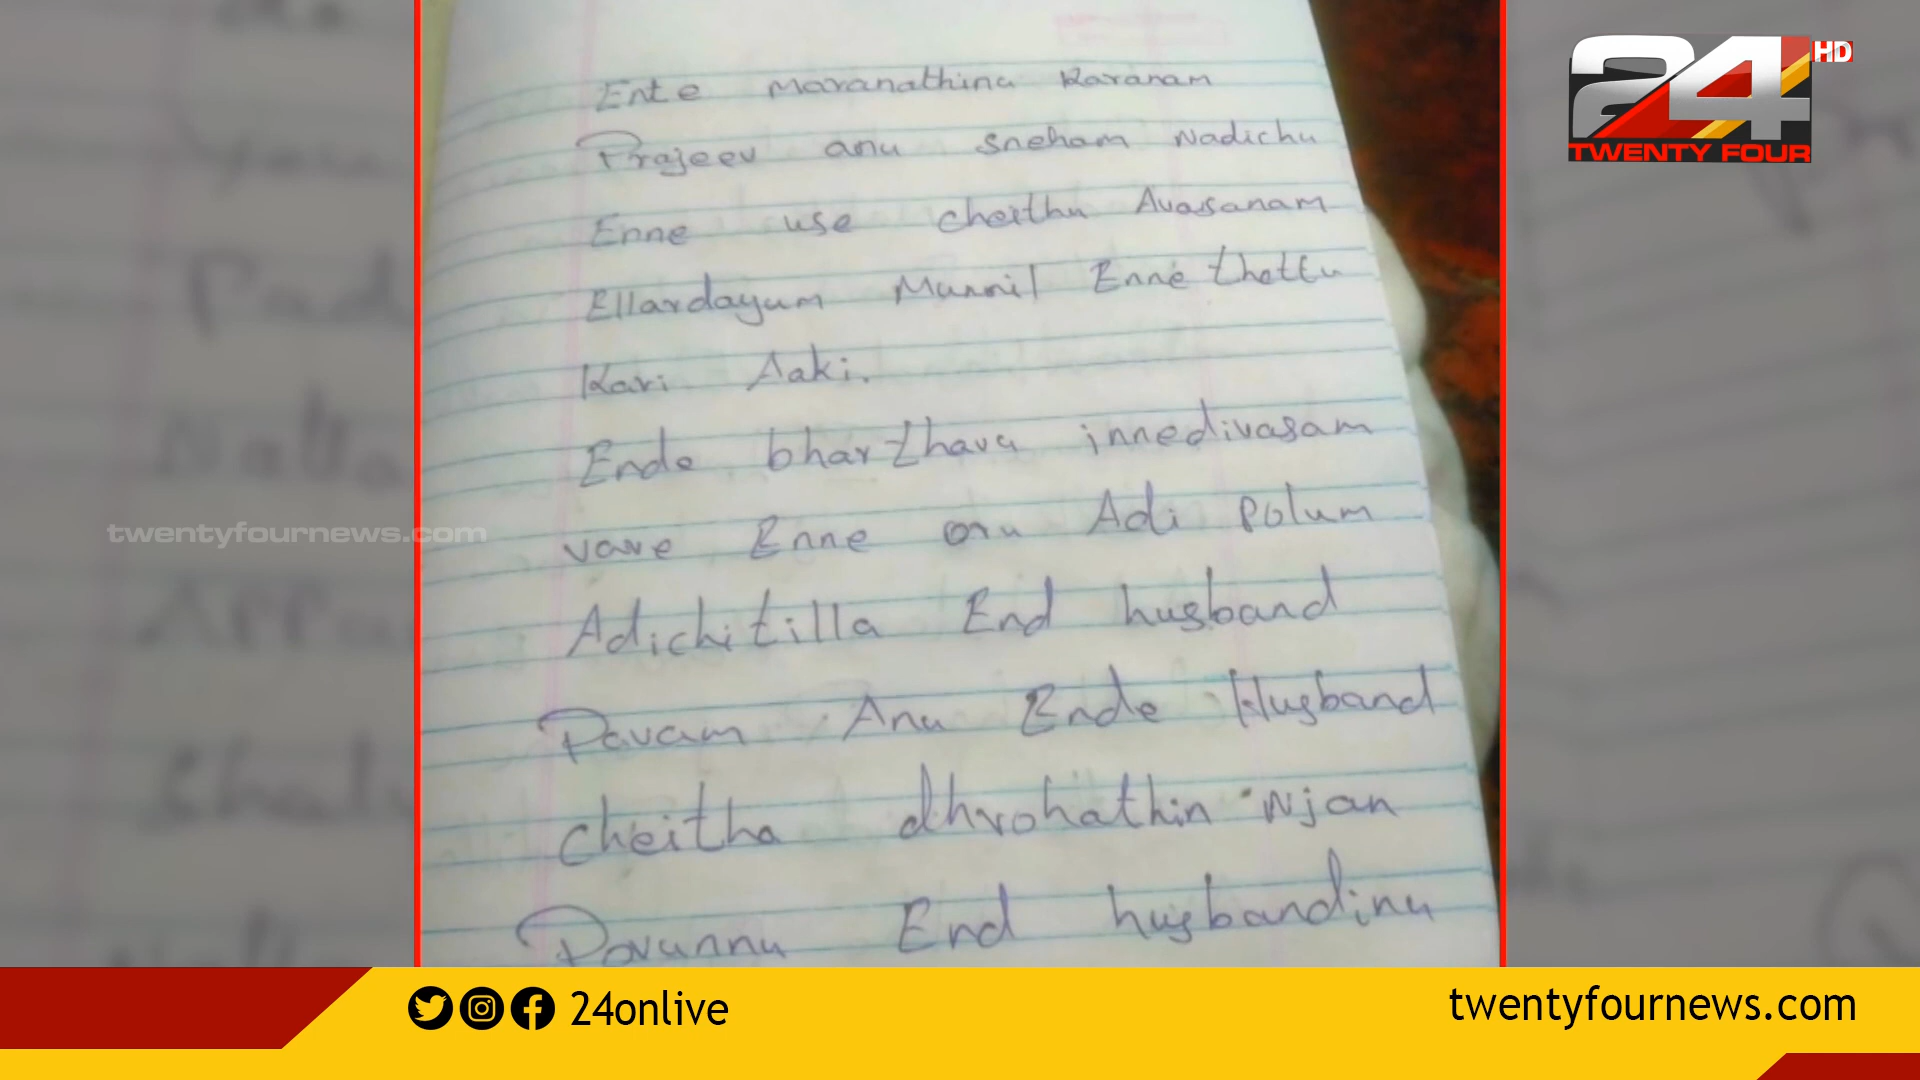 24 HD
TWENTY FOUR
Ente maranathinu Karanam
Prajeev anu sneham Nadichu
Enne use cheithu Avasanam
Ellardayum Munnil Enne thettu
Kari Aaki.
Ende bharthavu innedivasam
vare Enne oru Adi polum
Adichitilla End husband
Pavam Anu Ende Husband
cheitha dhrohathin Njan
Povunnu End husbandinu
twentyfournews.com
24onlive
twentyfournews.com